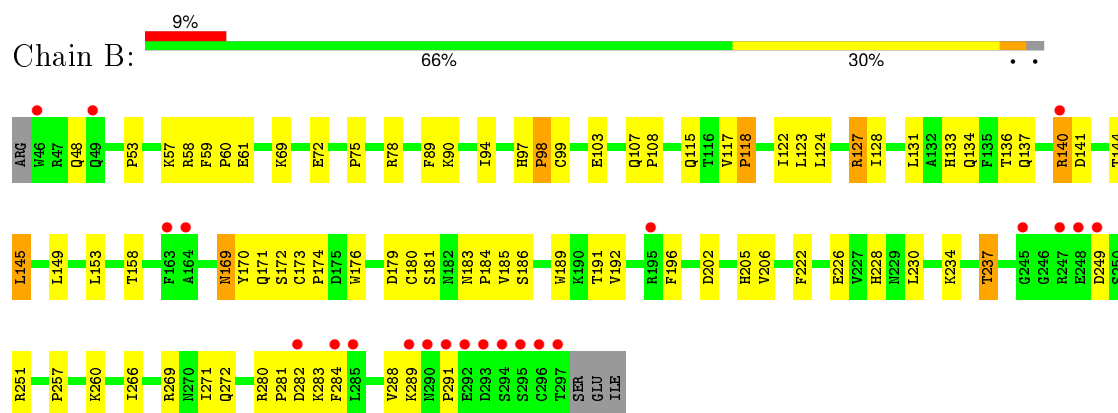 9%
Chain B:
66% 30% • •
ARG W46 R47 Q48 Q49 P53 K57 R58 F59 P60 E61 K69 E72 P75 R78 F89 K90 I94 H97 P98 C99 E103 Q107 P108 Q115 T116 V117 P118 I122 L123 L124 R127 I128 L131 A132 H133 Q134 F135 T136 Q137 R140 D141 T144
L145 L149 L153 T158 F163 A164 N169 Y170 Q171 S172 C173 P174 D175 W176 D179 C180 S181 N182 N183 P184 V185 S186 W189 K190 T191 V192 R195 F196 D202 H205 V206 F222 E226 V227 H228 N229 L230 K234 T237 G245 G246 R247 E248 D249 S250
R251 P257 K260 I266 R269 N270 I271 Q272 R280 P281 D282 K283 F284 L285 V288 K289 N290 P291 E292 D293 S294 S295 C296 T297 SER GLU ILE